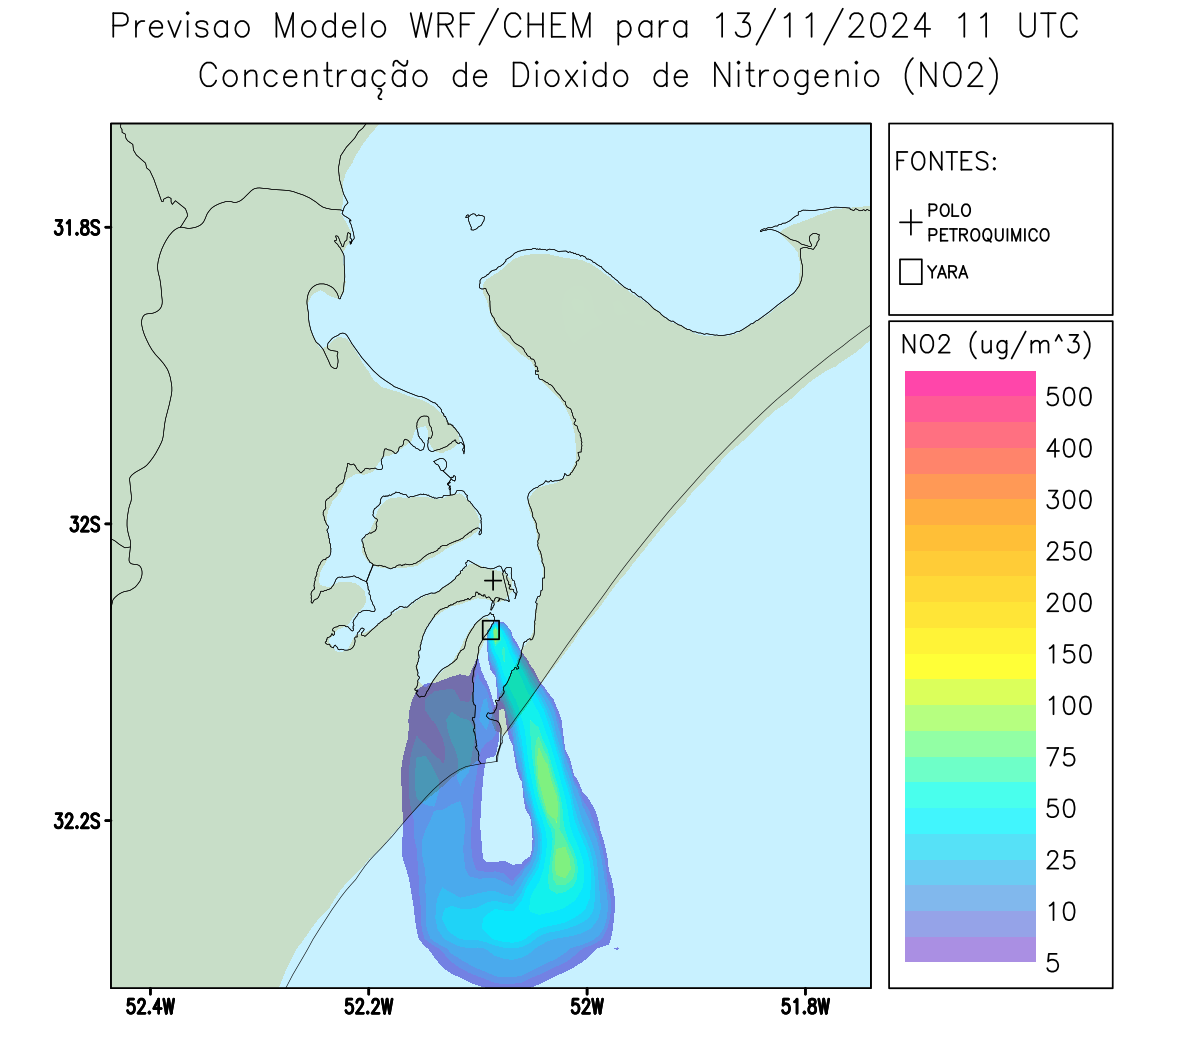 Previsao Modelo WRF/CHEM para 13/11/2024 11 UTC
Concentração de Dioxido de Nitrogenio (NO2)
FONTES:
POLO
PETROQUIMICO
YARA
31.8S
32S
32.2S
52.4W
52.2W
52W
51.8W
NO2 (ug/m^3)
500
400
300
250
200
150
100
75
50
25
10
5